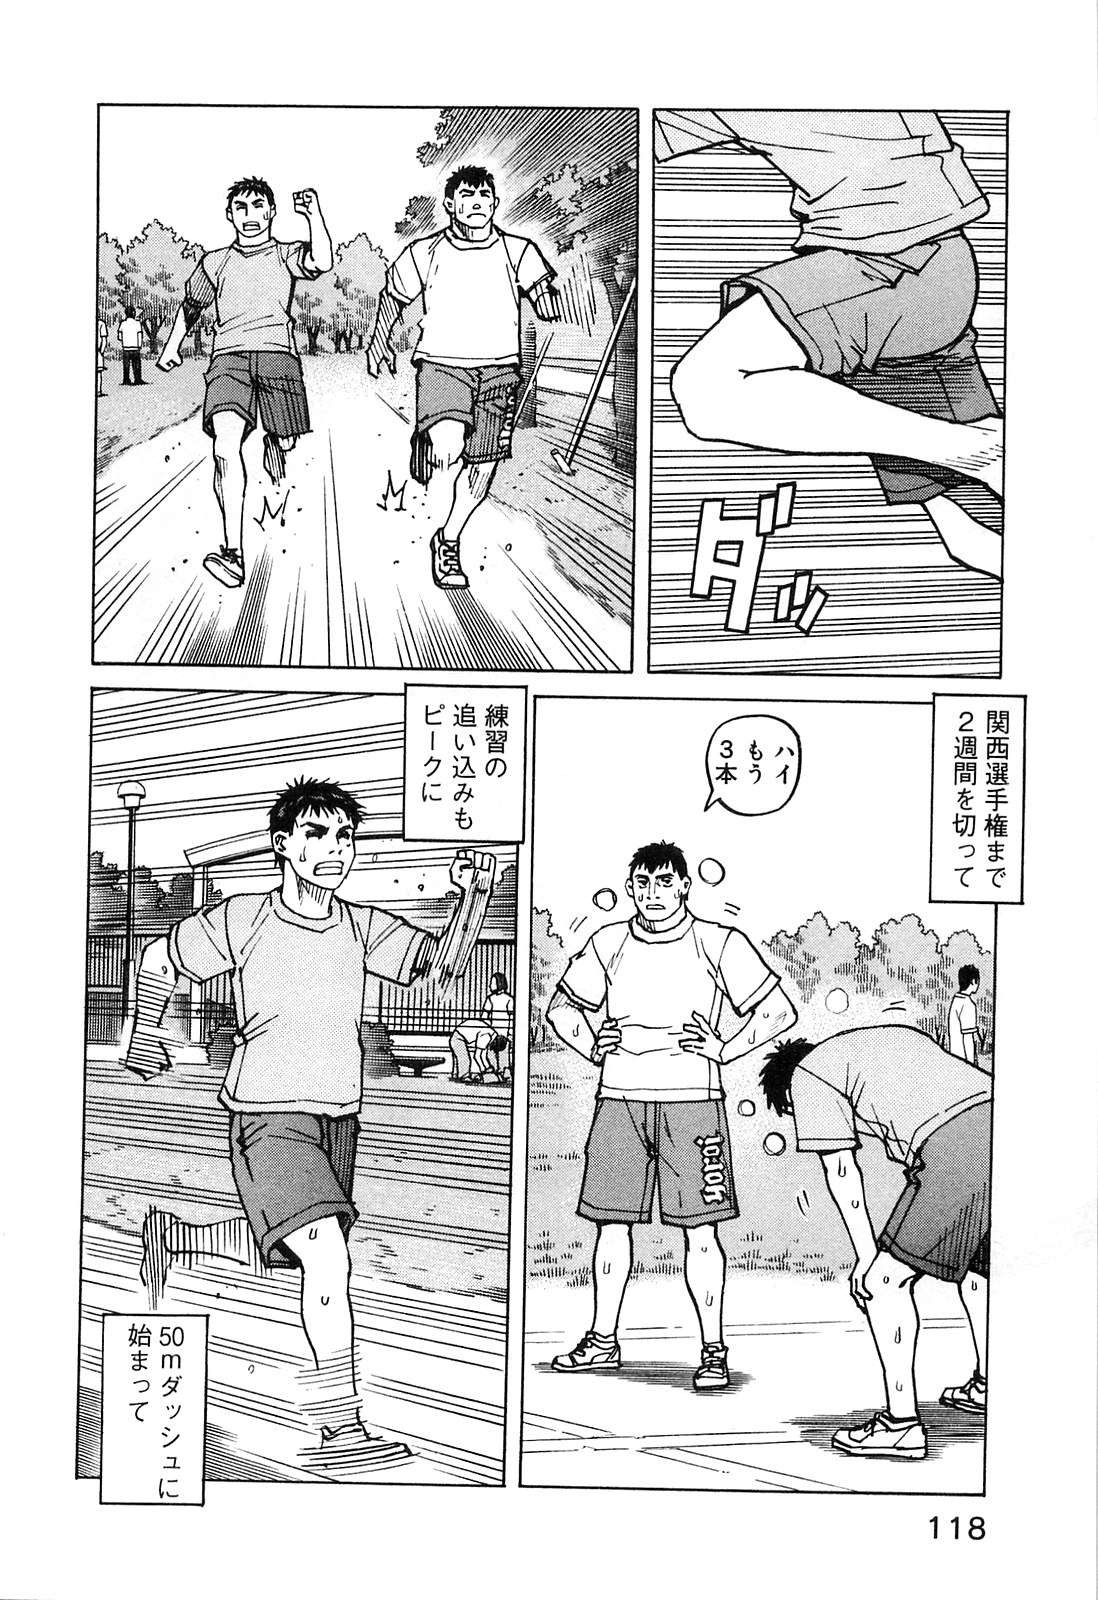 ダダッ
関西選手権まで
２週間を切って
ハイ
もう
３本
練習の
追い込みも
ピークに
50ｍダッシュに
始まって
118